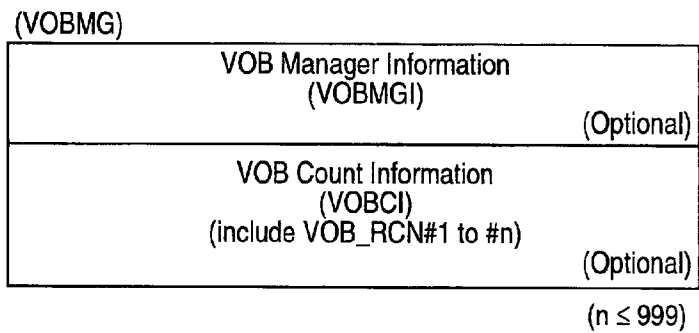 (VOBMG)
VOB Manager Information
(VOBMGI)
(Optional)
VOB Count Information
(VOBCI)
(include VOB_RCN#1 to #n)
(Optional)
(n ≤ 999)